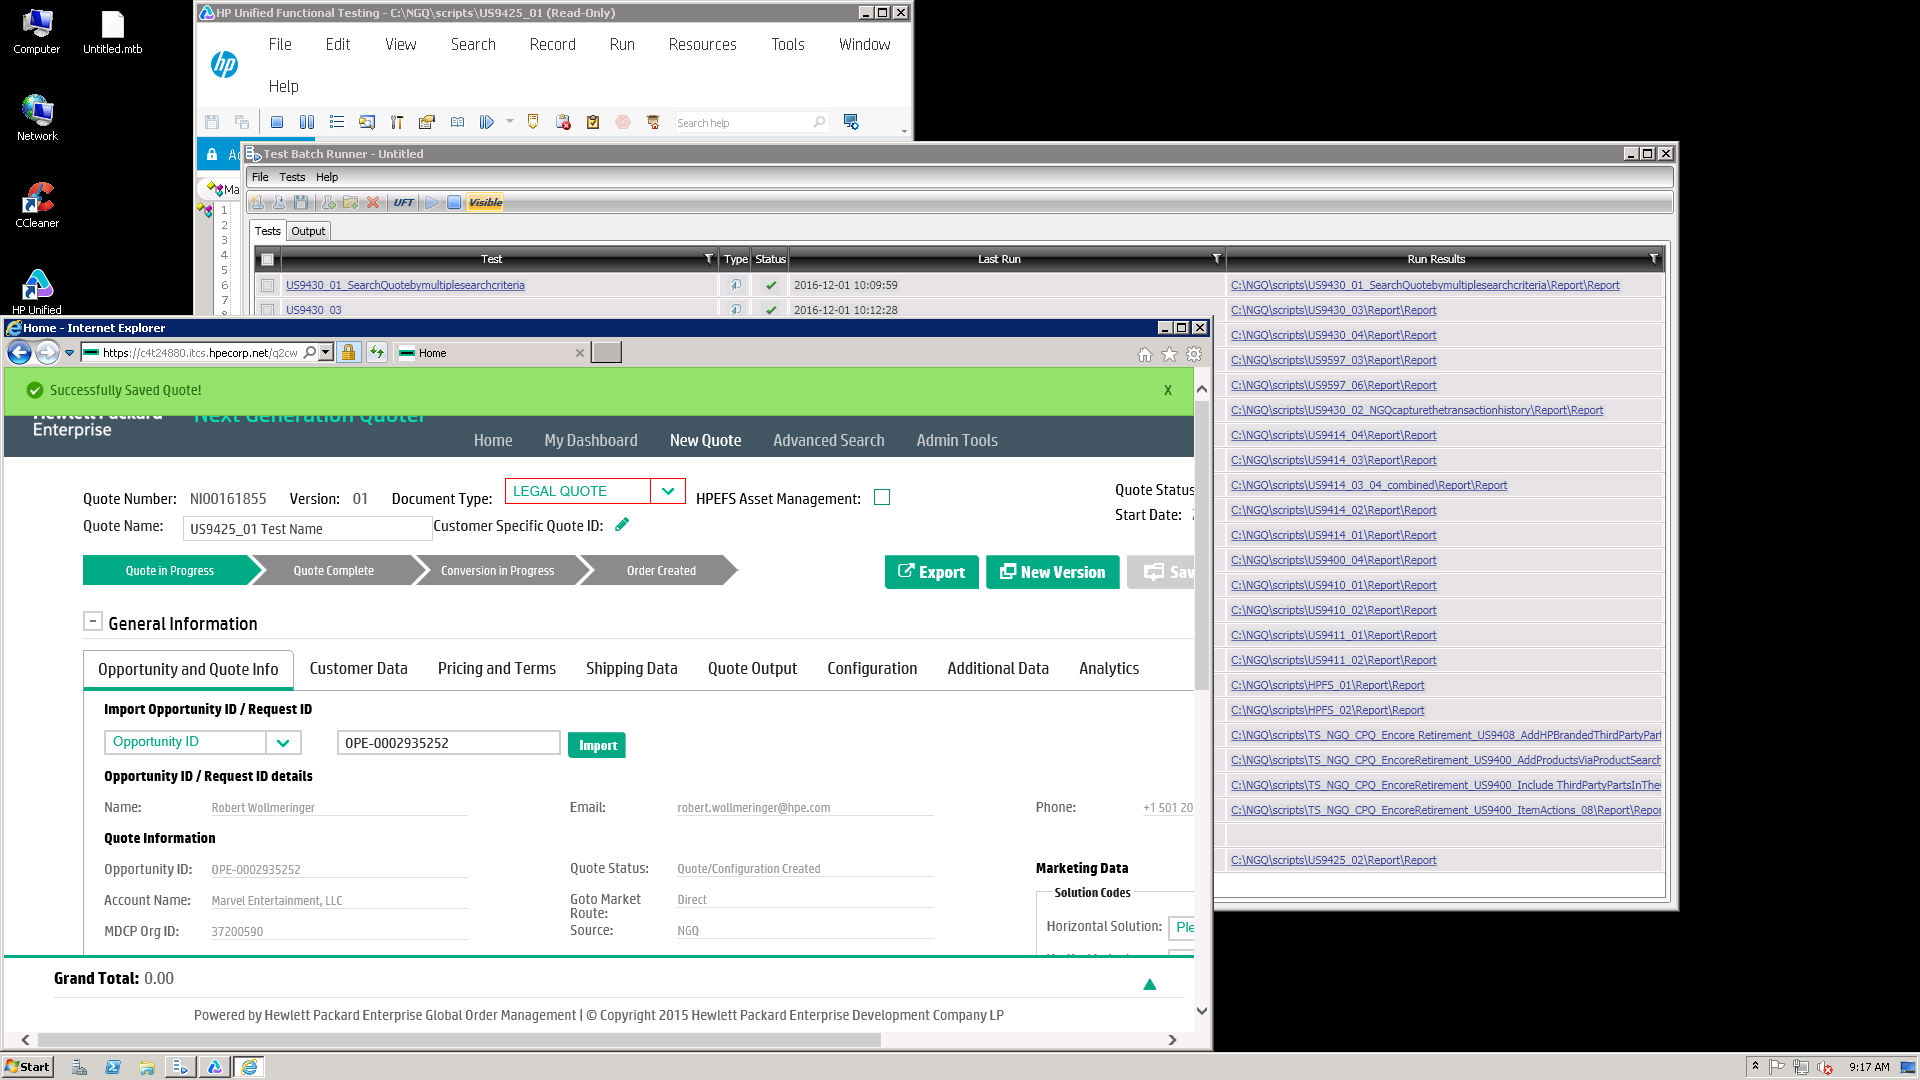 Computer
Untitled.mtb
Network
CCleaner
HP Unified
HP Unified Functional Testing - C:\NGQ\scripts\US9425_01 (Read-Only)
File Edit View Search Record Run Resources Tools Window
Help
Search help
Test Batch Runner - Untitled
File Tests Help
UFT Visible
Ma
1
2
3
4
5
6
7
Tests Output
Test Type Status Last Run Run Results
US9430_01_SearchQuotebymultiplesearchcriteria 2016-12-01 10:09:59 C:\NGQ\scripts\US9430_01_SearchQuotebymultiplesearchcriteria\Report\Report
US9430_03 2016-12-01 10:12:28 C:\NGQ\scripts\US9430_03\Report\Report
C:\NGQ\scripts\US9430_04\Report\Report
C:\NGQ\scripts\US9597_03\Report\Report
C:\NGQ\scripts\US9597_06\Report\Report
C:\NGQ\scripts\US9430_02_NGQcapturethetransactionhistory\Report\Report
C:\NGQ\scripts\US9414_04\Report\Report
C:\NGQ\scripts\US9414_03\Report\Report
C:\NGQ\scripts\US9414_03_04_combined\Report\Report
C:\NGQ\scripts\US9414_02\Report\Report
C:\NGQ\scripts\US9414_01\Report\Report
C:\NGQ\scripts\US9400_04\Report\Report
C:\NGQ\scripts\US9410_01\Report\Report
C:\NGQ\scripts\US9410_02\Report\Report
C:\NGQ\scripts\US9411_01\Report\Report
C:\NGQ\scripts\US9411_02\Report\Report
C:\NGQ\scripts\HPFS_01\Report\Report
C:\NGQ\scripts\HPFS_02\Report\Report
C:\NGQ\scripts\TS_NGQ_CPQ_Encore Retirement_US9408_AddHPBrandedThirdPartyPart
C:\NGQ\scripts\TS_NGQ_CPQ_EncoreRetirement_US9400_AddProductsViaProductSearch
C:\NGQ\scripts\TS_NGQ_CPQ_EncoreRetirement_US9400_Include ThirdPartyPartsInThe
C:\NGQ\scripts\TS_NGQ_CPQ_EncoreRetirement_US9400_ItemActions_08\Report\Repor
C:\NGQ\scripts\US9425_02\Report\Report
Home - Internet Explorer
https://c4t24880.itcs.hpecorp.net/q2cw Home
Successfully Saved Quote! X
Hewlett Packard
Enterprise
Next Generation Quoter
Home My Dashboard New Quote Advanced Search Admin Tools
Quote Number: NI00161855 Version: 01 Document Type: LEGAL QUOTE HPEFS Asset Management: Quote Status
Quote Name: US9425_01 Test Name Customer Specific Quote ID: Start Date:
Quote in Progress Quote Complete Conversion in Progress Order Created
Export New Version Sav
General Information
Opportunity and Quote Info Customer Data Pricing and Terms Shipping Data Quote Output Configuration Additional Data Analytics
Import Opportunity ID / Request ID
Opportunity ID OPE-0002935252 Import
Opportunity ID / Request ID details
Name: Robert Wollmeringer Email: robert.wollmeringer@hpe.com Phone: +1 501 20
Quote Information
Opportunity ID: OPE-0002935252 Quote Status: Quote/Configuration Created Marketing Data
Account Name: Marvel Entertainment, LLC Goto Market Route: Direct Solution Codes
MDCP Org ID: 37200590 Source: NGQ Horizontal Solution: Ple
Grand Total: 0.00
Powered by Hewlett Packard Enterprise Global Order Management | © Copyright 2015 Hewlett Packard Enterprise Development Company LP
Start 9:17 AM